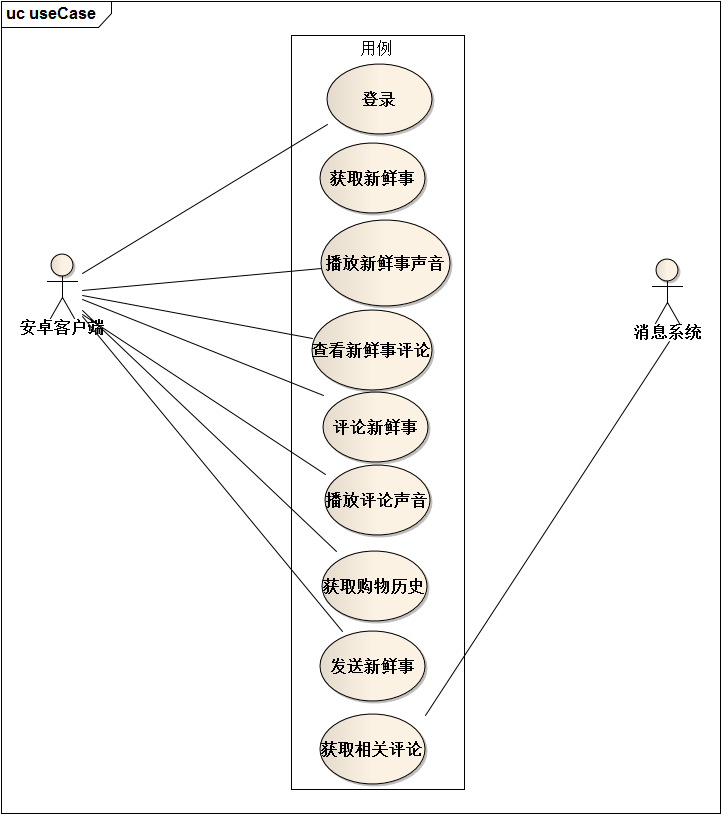 uc useCase
用例
登录
获取新鲜事
播放新鲜事声音
安卓客户端
消息系统
查看新鲜事评论
评论新鲜事
播放评论声音
获取购物历史
发送新鲜事
获取相关评论